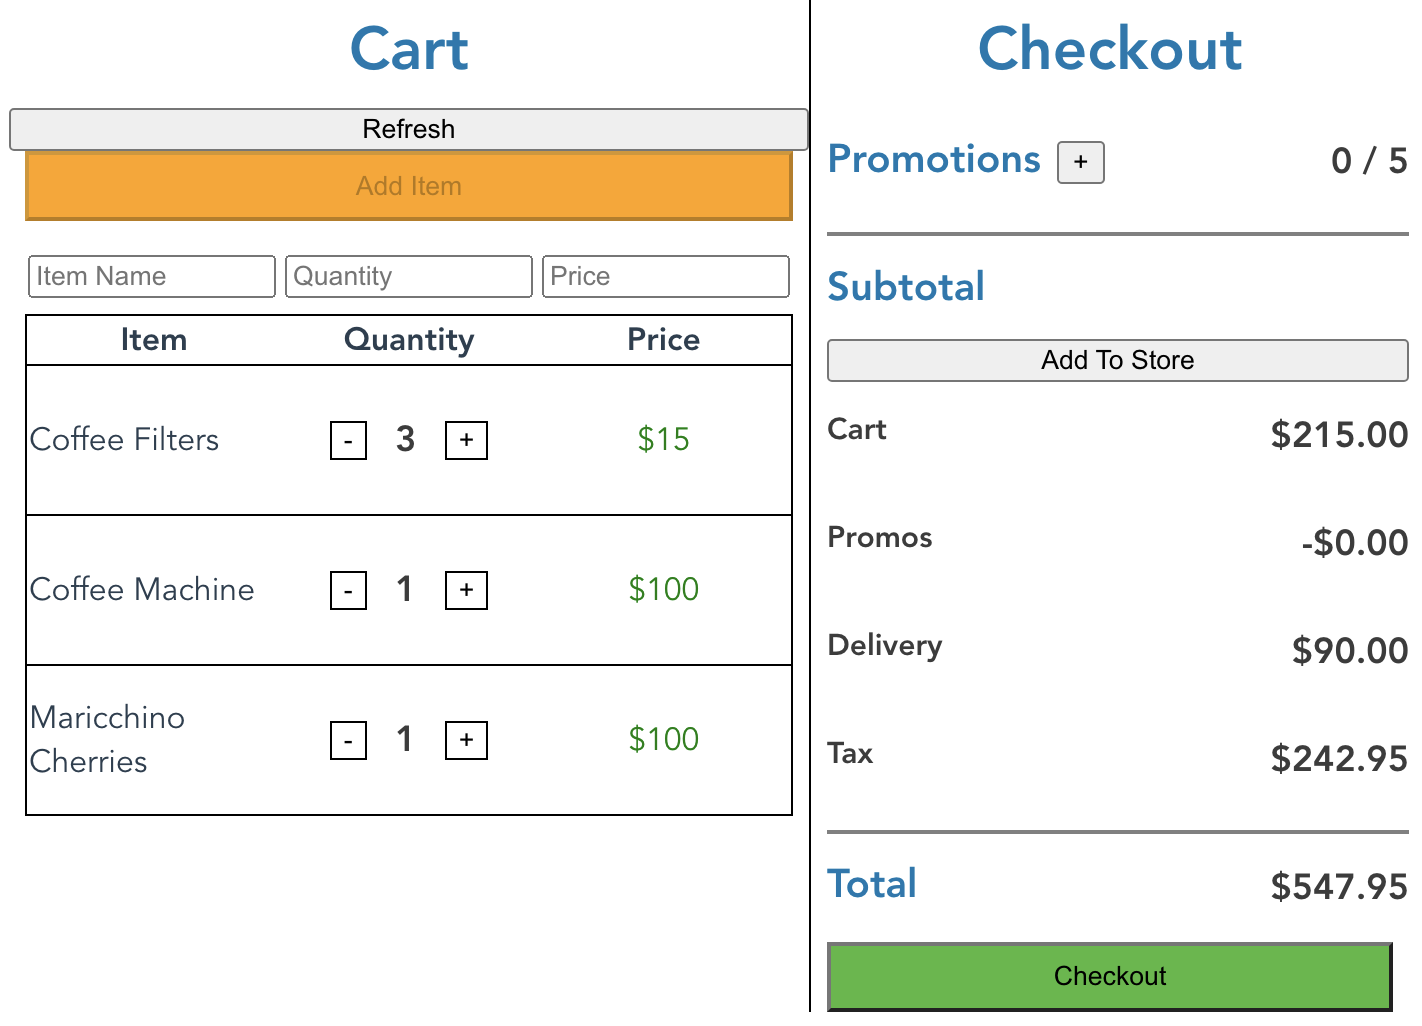 Cart
Refresh
Add Item
Item Name Quantity Price
Item Quantity Price
Coffee Filters - 3 + $15
Coffee Machine - 1 + $100
Maricchino
Cherries - 1 + $100
Checkout
Promotions + 0 / 5
Subtotal
Add To Store
Cart $215.00
Promos -$0.00
Delivery $90.00
Tax $242.95
Total $547.95
Checkout